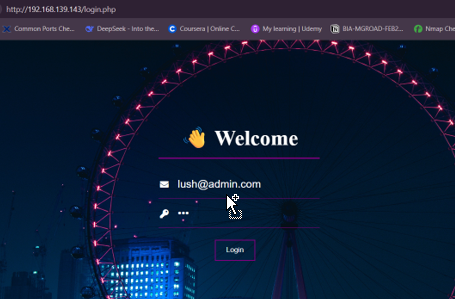 http://192.168.139.143/login.php
Common Ports Che... DeepSeek - Into the... Coursera | Online C... My learning | Udemy BIA-MGROAD-FEB2... Nmap Che
👋 Welcome
lush@admin.com
•••
Login